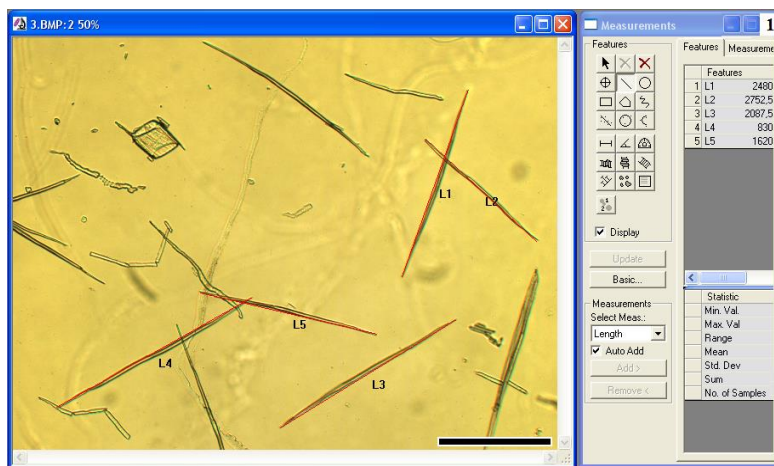 3.BMP:2 50%
L1
L2
L5
L4
L3
Measurements
1
Features
Display
Update
Basic...
Measurements
Select Meas.:
Length
Auto Add
Add >
Remove <
Features Measureme
Features
1 L1 2480
2 L2 2752,5
3 L3 2087,5
4 L4 830
5 L5 1620
Statistic
Min. Val.
Max. Val
Range
Mean
Std. Dev
Sum
No. of Samples